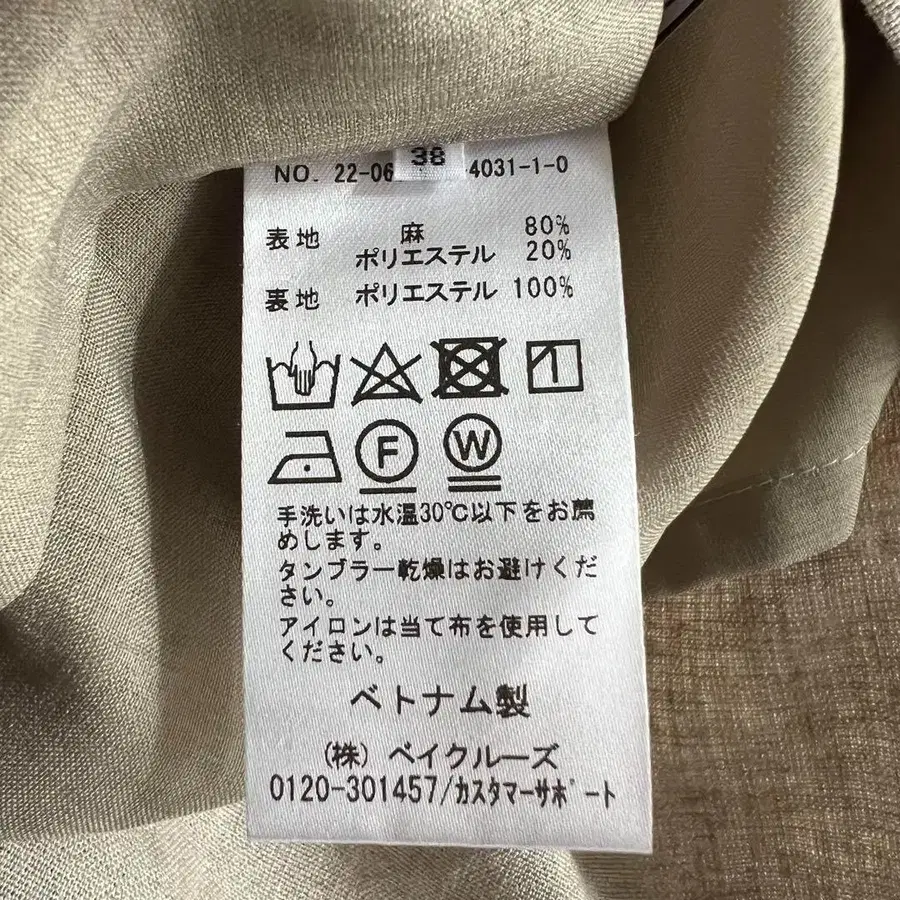 38
NO. 22-06 4031-1-0
表地 麻 80%
ポリエステル 20%
裏地 ポリエステル 100%
F W
手洗いは水温30℃以下をお薦
めします。
タンブラー乾燥はお避けくだ
さい。
アイロンは当て布を使用して
ください。
ベトナム製
(株) ベイクルーズ
0120-301457/カスタマーサポート